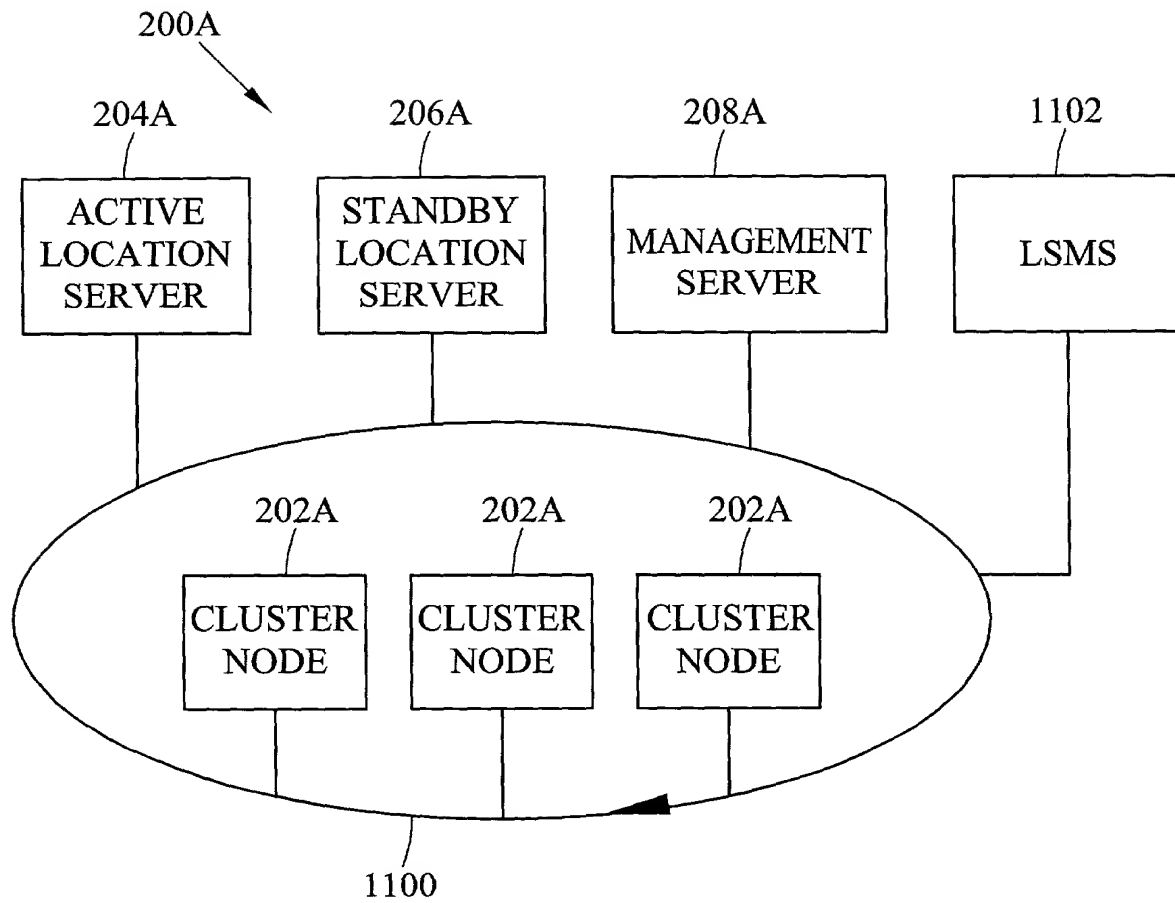 200A
204A
206A
208A
1102
ACTIVE
LOCATION
SERVER
STANDBY
LOCATION
SERVER
MANAGEMENT
SERVER
LSMS
202A
202A
202A
CLUSTER
NODE
CLUSTER
NODE
CLUSTER
NODE
1100